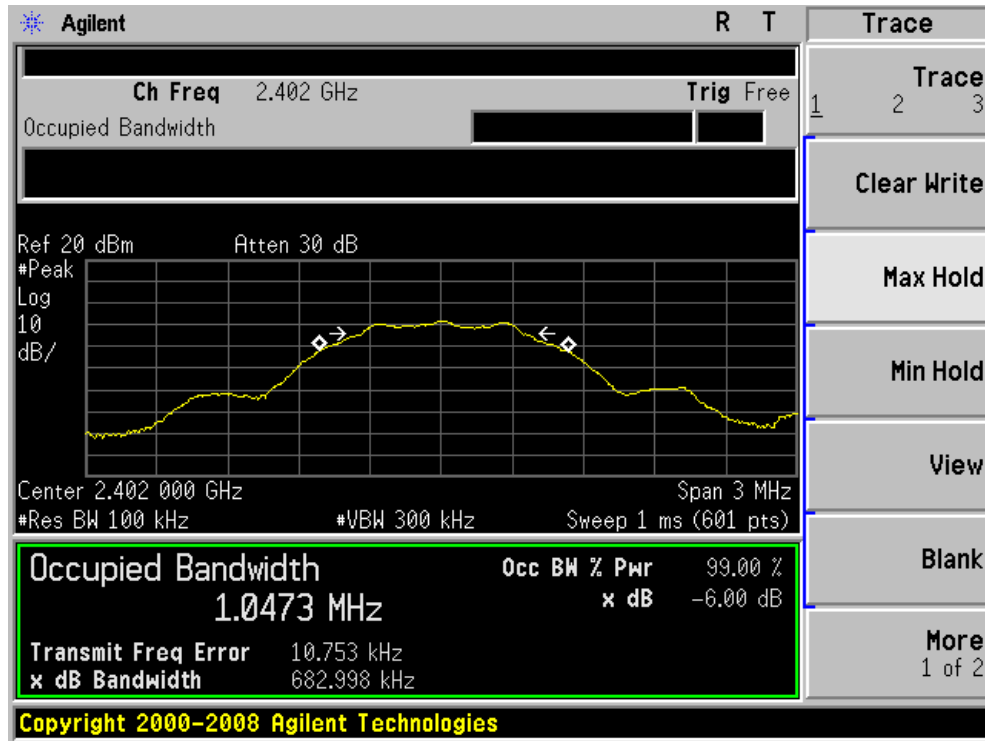 Agilent R T
Ch Freq 2.402 GHz Trig Free
Occupied Bandwidth
Ref 20 dBm Atten 30 dB
#Peak
Log
10
dB/
Center 2.402 000 GHz Span 3 MHz
#Res BW 100 kHz #VBW 300 kHz Sweep 1 ms (601 pts)
Occupied Bandwidth Occ BW % Pwr 99.00 %
1.0473 MHz x dB -6.00 dB
Transmit Freq Error 10.753 kHz
x dB Bandwidth 682.998 kHz
Copyright 2000-2008 Agilent Technologies
Trace
Trace
1 2 3
Clear Write
Max Hold
Min Hold
View
Blank
More
1 of 2